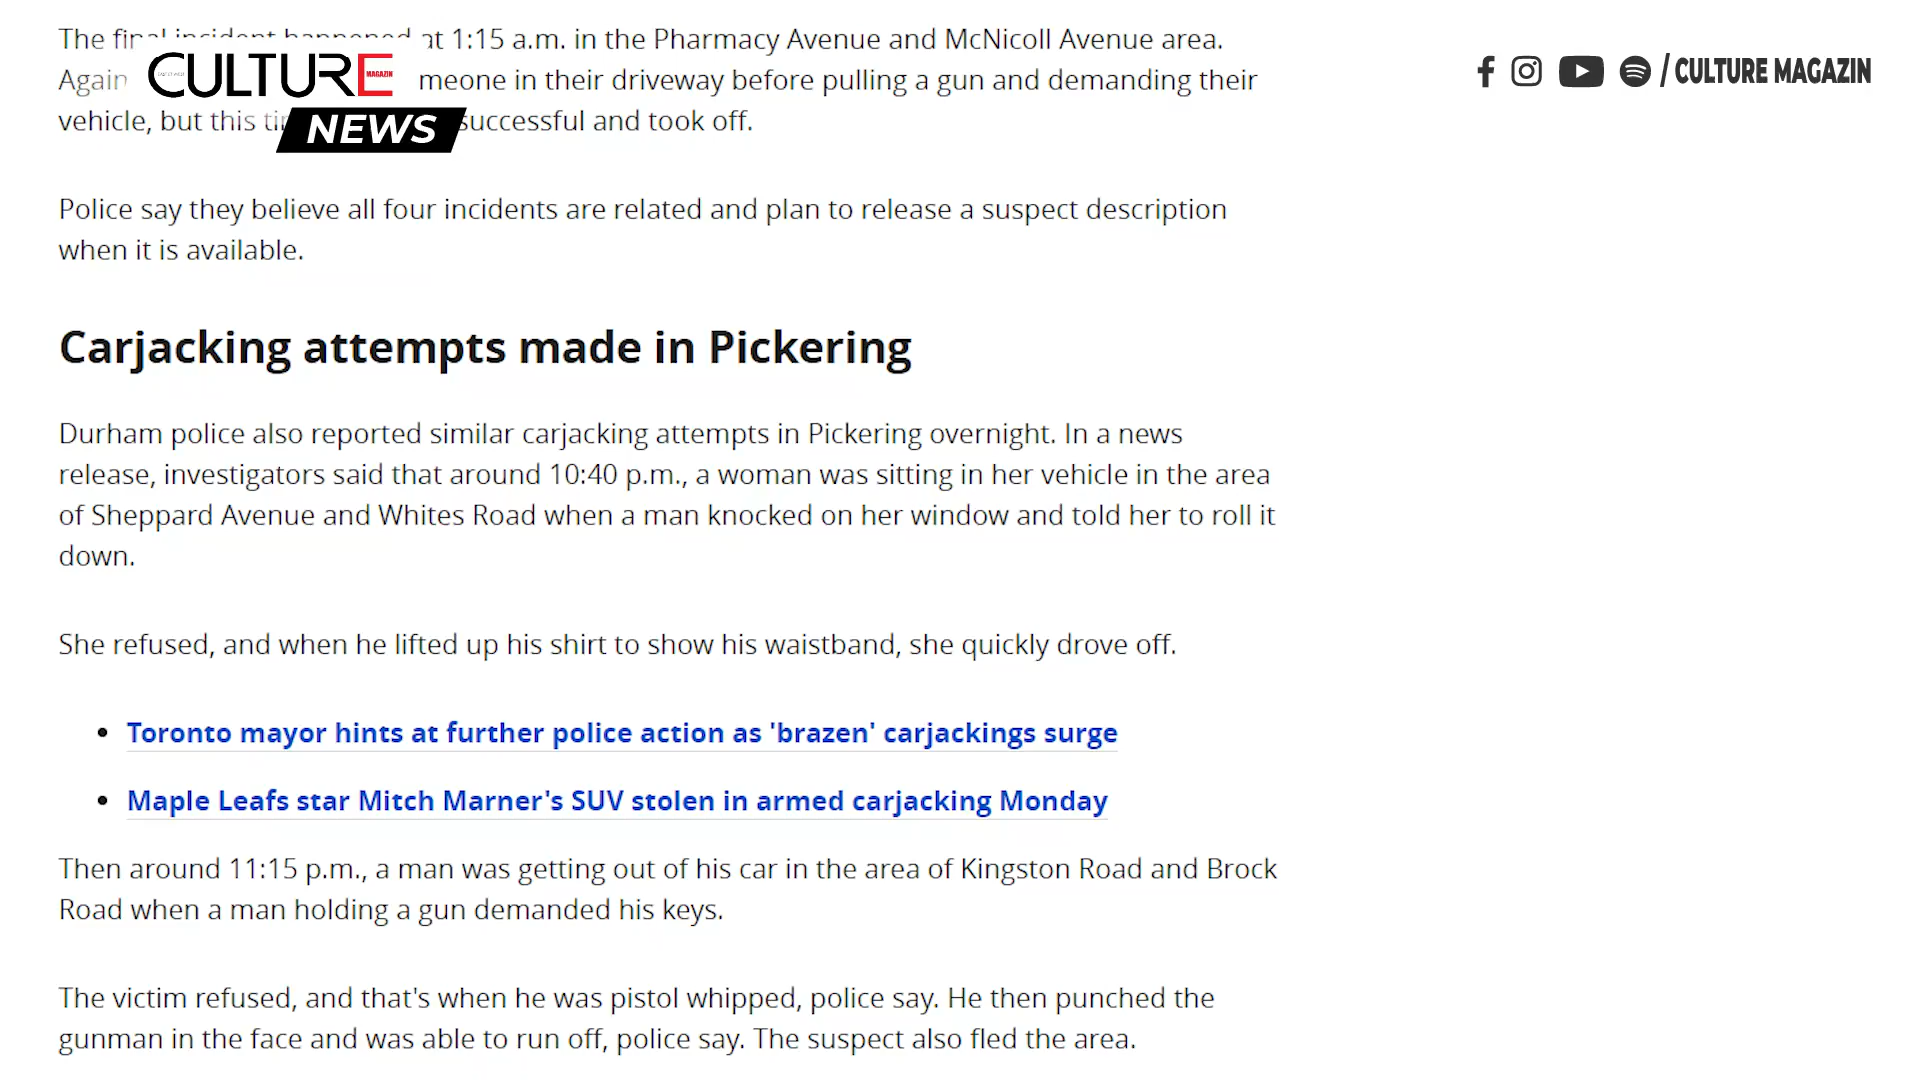 The final incident happened at 1:15 a.m. in the Pharmacy Avenue and McNicoll Avenue area.
Again meone in their driveway before pulling a gun and demanding their
vehicle, but this successful and took off.
CULTURE
MAGAZIN
NEWS
/ CULTURE MAGAZIN
Police say they believe all four incidents are related and plan to release a suspect description
when it is available.
Carjacking attempts made in Pickering
Durham police also reported similar carjacking attempts in Pickering overnight. In a news
release, investigators said that around 10:40 p.m., a woman was sitting in her vehicle in the area
of Sheppard Avenue and Whites Road when a man knocked on her window and told her to roll it
down.
She refused, and when he lifted up his shirt to show his waistband, she quickly drove off.
• Toronto mayor hints at further police action as 'brazen' carjackings surge
• Maple Leafs star Mitch Marner's SUV stolen in armed carjacking Monday
Then around 11:15 p.m., a man was getting out of his car in the area of Kingston Road and Brock
Road when a man holding a gun demanded his keys.
The victim refused, and that's when he was pistol whipped, police say. He then punched the
gunman in the face and was able to run off, police say. The suspect also fled the area.